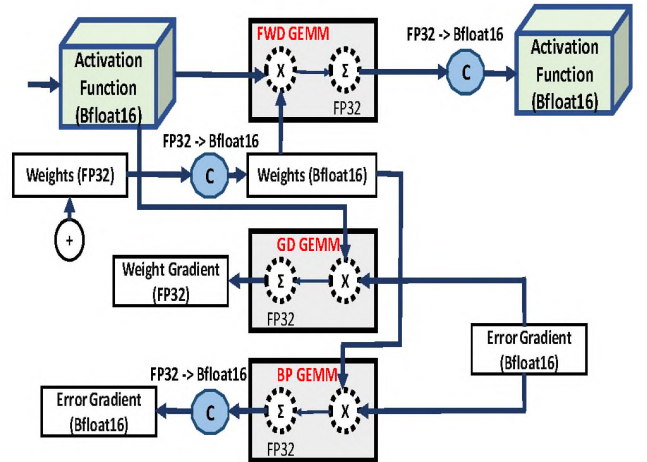 FWD GEMM
FP32 -> Bfloat16
Activation
Function
(Bfloat16)
X
Σ
FP32
C
Activation
Function
(Bfloat16)
FP32 -> Bfloat16
Weights (FP32)
C
Weights (Bfloat16)
+
GD GEMM
Weight Gradient
(FP32)
Σ
X
FP32
Error Gradient
(Bfloat16)
FP32 -> Bfloat16
BP GEMM
Error Gradient
(Bfloat16)
C
Σ
X
FP32